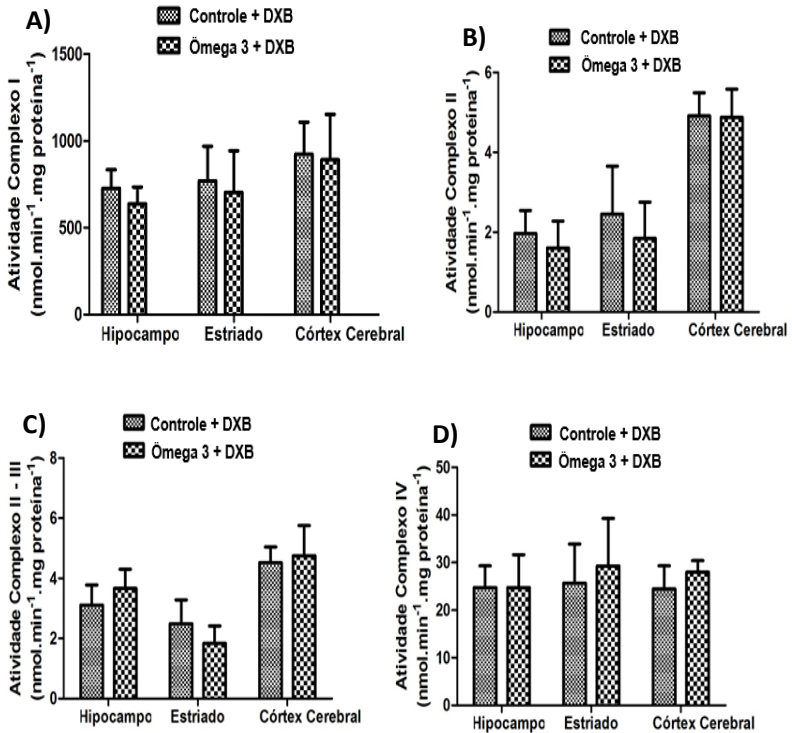 A)
Controle + DXB
Ömega 3 + DXB
Atividade Complexo I
(nmol.min⁻¹.mg proteína⁻¹)
1500
1000
500
0
Hipocampo Estriado Córtex Cerebral
B)
Controle + DXB
Ömega 3 + DXB
Atividade Complexo II
(nmol.min⁻¹.mg proteína⁻¹)
6
4
2
0
Hipocampo Estriado Córtex Cerebral
C)
Controle + DXB
Ömega 3 + DXB
Atividade Complexo II - III
(nmol.min⁻¹.mg proteína⁻¹)
8
6
4
2
0
Hipocampo Estriado Córtex Cerebral
D)
Controle + DXB
Ömega 3 + DXB
Atividade Complexo IV
(nmol.min⁻¹.mg proteína⁻¹)
50
40
30
20
10
0
Hipocampo Estriado Córtex Cerebral